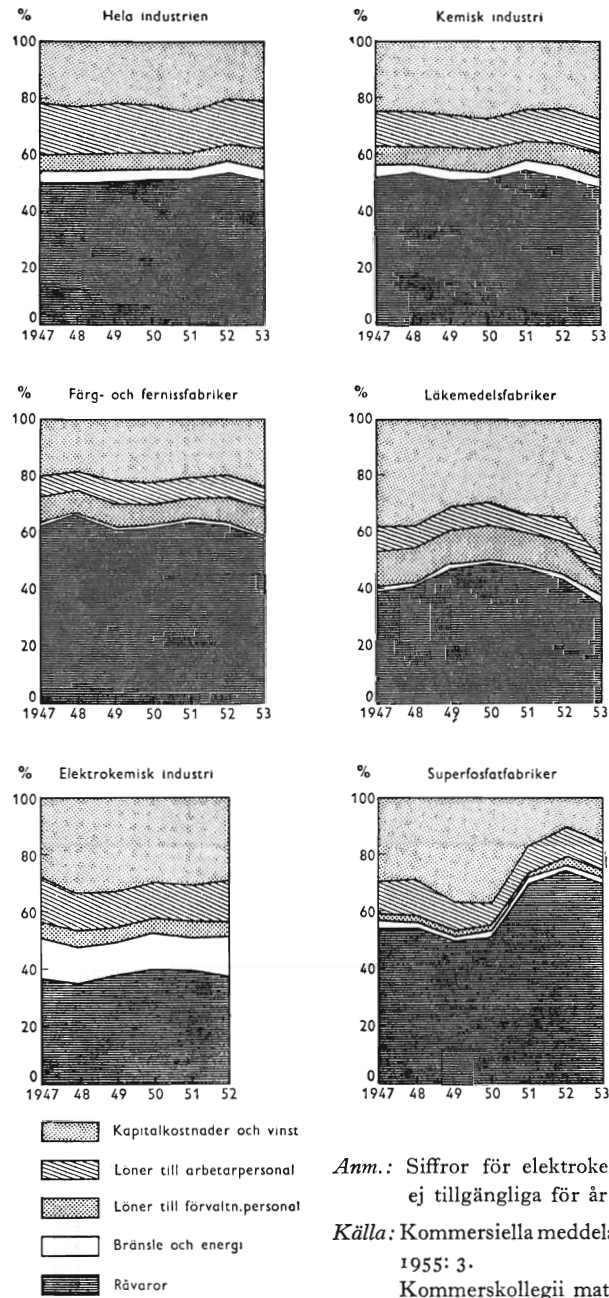 % Hela industrien
100
80
60
40
20
0
1947 48 49 50 51 52 53
% Kemisk industri
100
80
60
40
20
0
1947 48 49 50 51 52 53
% Färg- och fernissfabriker
100
80
60
40
20
0
1947 48 49 50 51 52 53
% Läkemedelsfabriker
100
80
60
40
20
0
1947 48 49 50 51 52 53
% Elektrokemisk industri
100
80
60
40
20
0
1947 48 49 50 51 52
% Superfosfatfabriker
100
80
60
40
20
0
1947 48 49 50 51 52 53
Kapitalkostnader och vinst
Löner till arbetarpersonal
Löner till förvaltn.personal
Bränsle och energi
Råvaror
Anm.: Siffror för elektroke
ej tillgängliga för år
Källa: Kommersiella meddela
1955: 3.
Kommerskollegii mat